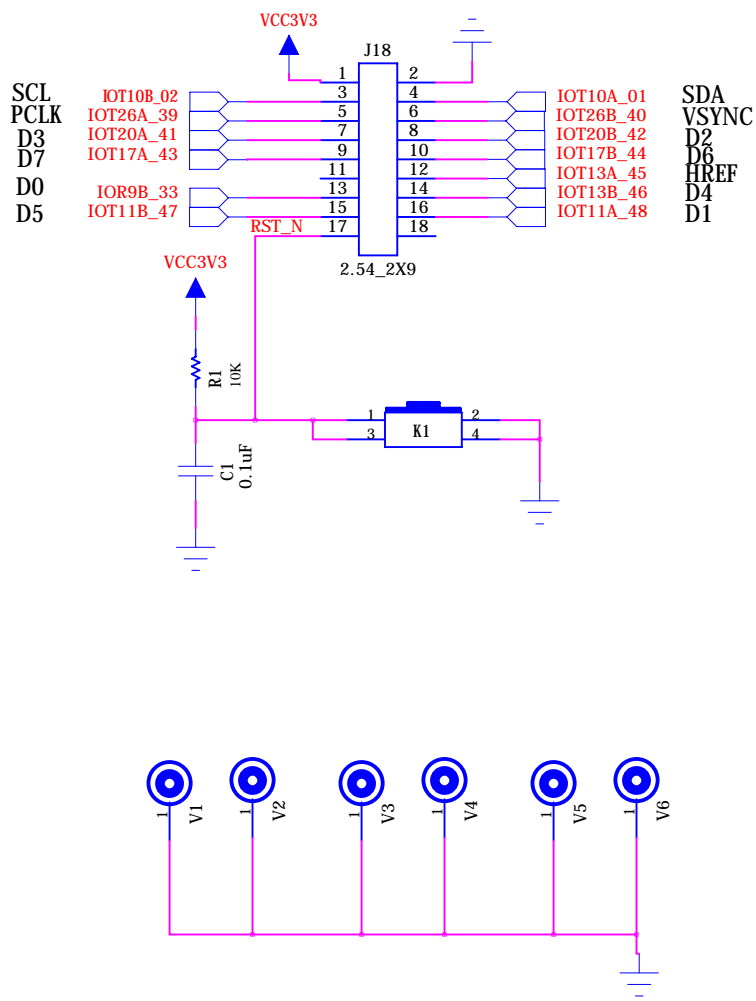 VCC3V3
J18
1 2
SCL IOT10B_02 3 4 IOT10A_01 SDA
PCLK IOT26A_39 5 6 IOT26B_40 VSYNC
D3 IOT20A_41 7 8 IOT20B_42 D2
D7 IOT17A_43 9 10 IOT17B_44 D6
11 12 IOT13A_45 HREF
D0 IOR9B_33 13 14 IOT13B_46 D4
D5 IOT11B_47 15 16 IOT11A_48 D1
RST_N 17 18
2.54_2X9
VCC3V3
R1
10K
1 2
K1
3 4
C1
0.1uF
1 V1
1 V2
1 V3
1 V4
1 V5
1 V6